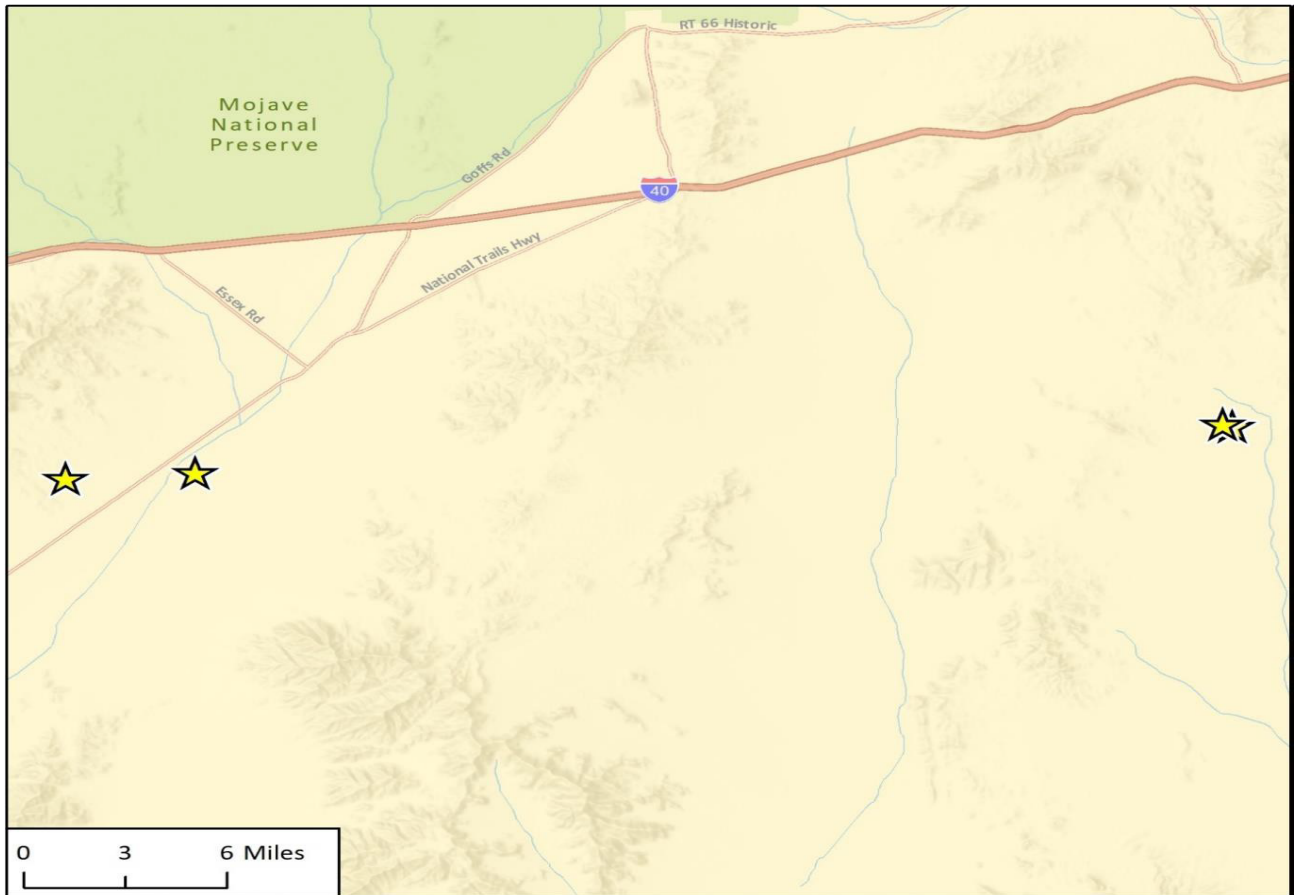 RT 66 Historic
Mojave
National
Preserve
Goffs Rd
40
National Trails Hwy
Essex Rd
0 3 6 Miles